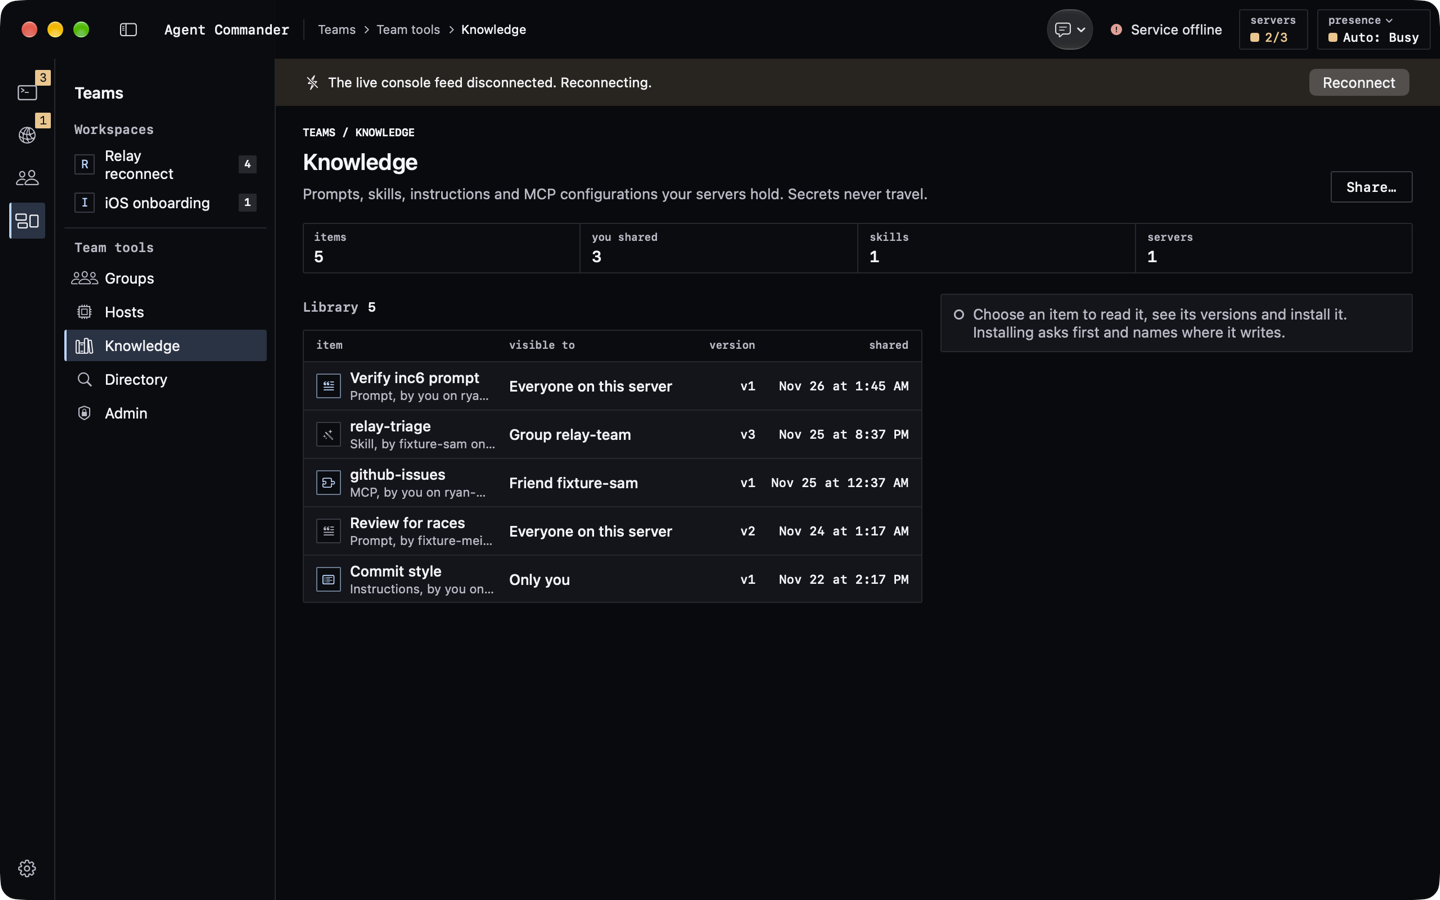 Agent Commander
Teams > Team tools > Knowledge
Service offline
servers
2/3
presence
Auto: Busy
3
1
Teams
Workspaces
R Relay reconnect 4
I iOS onboarding 1
Team tools
Groups
Hosts
Knowledge
Directory
Admin
The live console feed disconnected. Reconnecting.
Reconnect
TEAMS / KNOWLEDGE
Knowledge
Prompts, skills, instructions and MCP configurations your servers hold. Secrets never travel.
Share…
items
5
you shared
3
skills
1
servers
1
Library 5
item visible to version shared
Verify inc6 prompt
Prompt, by you on rya…
Everyone on this server v1 Nov 26 at 1:45 AM
relay-triage
Skill, by fixture-sam on…
Group relay-team v3 Nov 25 at 8:37 PM
github-issues
MCP, by you on ryan-…
Friend fixture-sam v1 Nov 25 at 12:37 AM
Review for races
Prompt, by fixture-mei…
Everyone on this server v2 Nov 24 at 1:17 AM
Commit style
Instructions, by you on…
Only you v1 Nov 22 at 2:17 PM
Choose an item to read it, see its versions and install it.
Installing asks first and names where it writes.